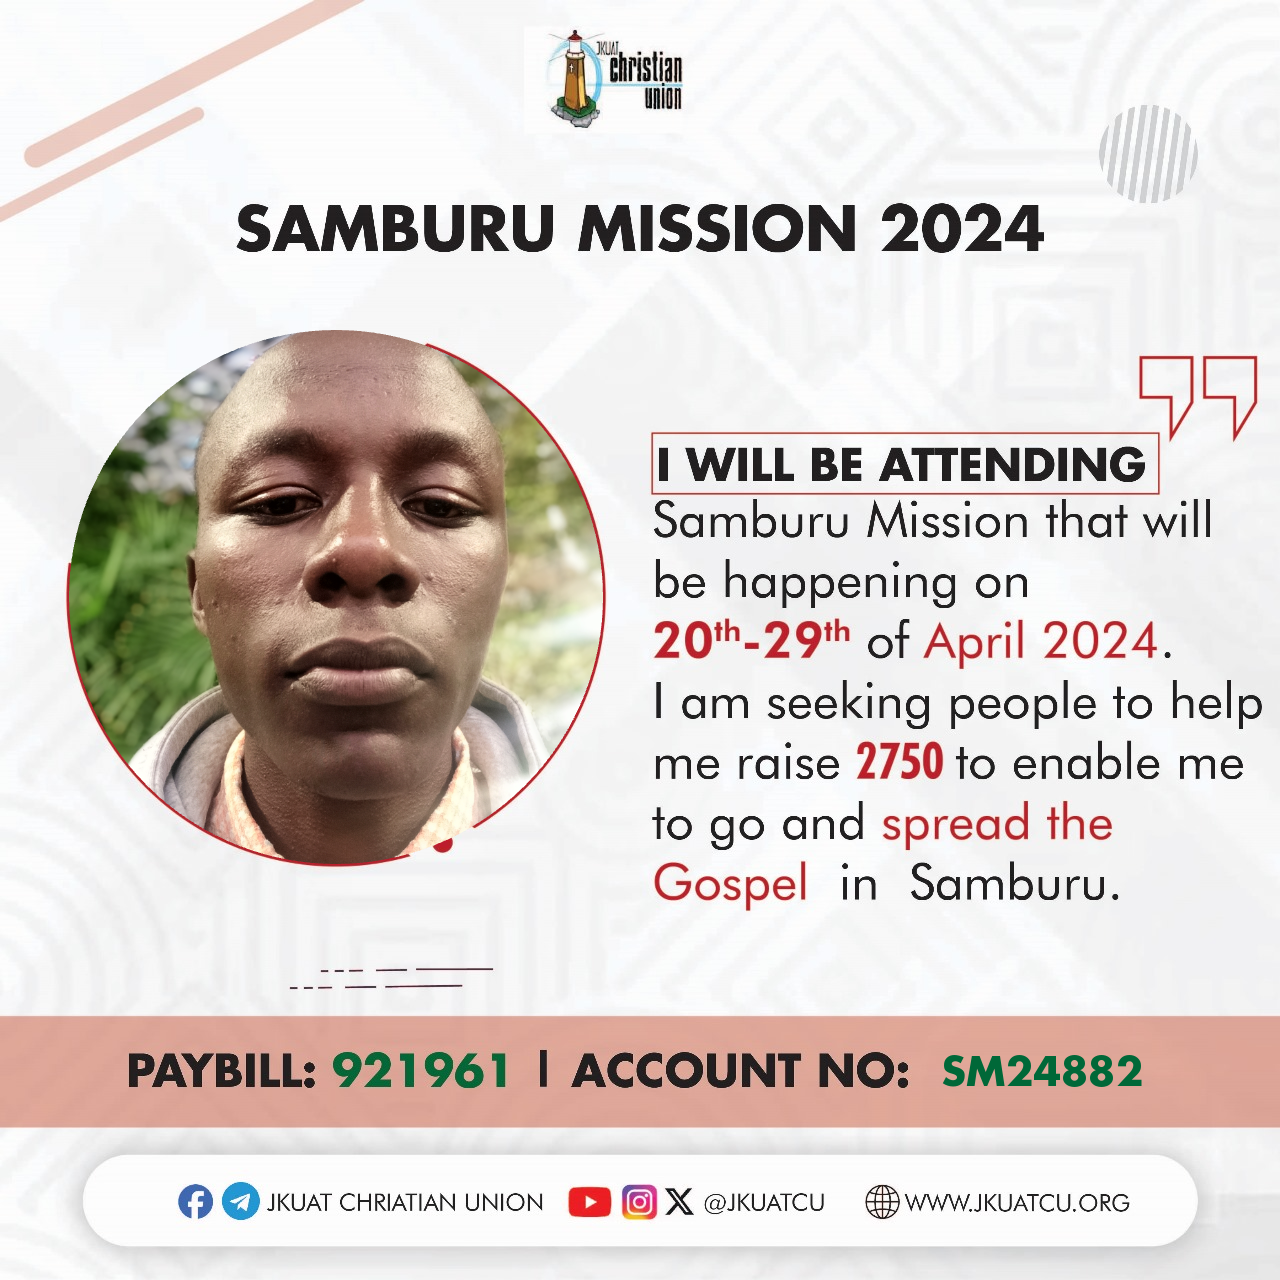 JKUAT
christian
union
SAMBURU MISSION 2024
I WILL BE ATTENDING
Samburu Mission that will
be happening on
20th-29th of April 2024.
I am seeking people to help
me raise 2750 to enable me
to go and spread the
Gospel in Samburu.
PAYBILL: 921961 | ACCOUNT NO: SM24882
JKUAT CHRIATIAN UNION @JKUATCU WWW.JKUATCU.ORG